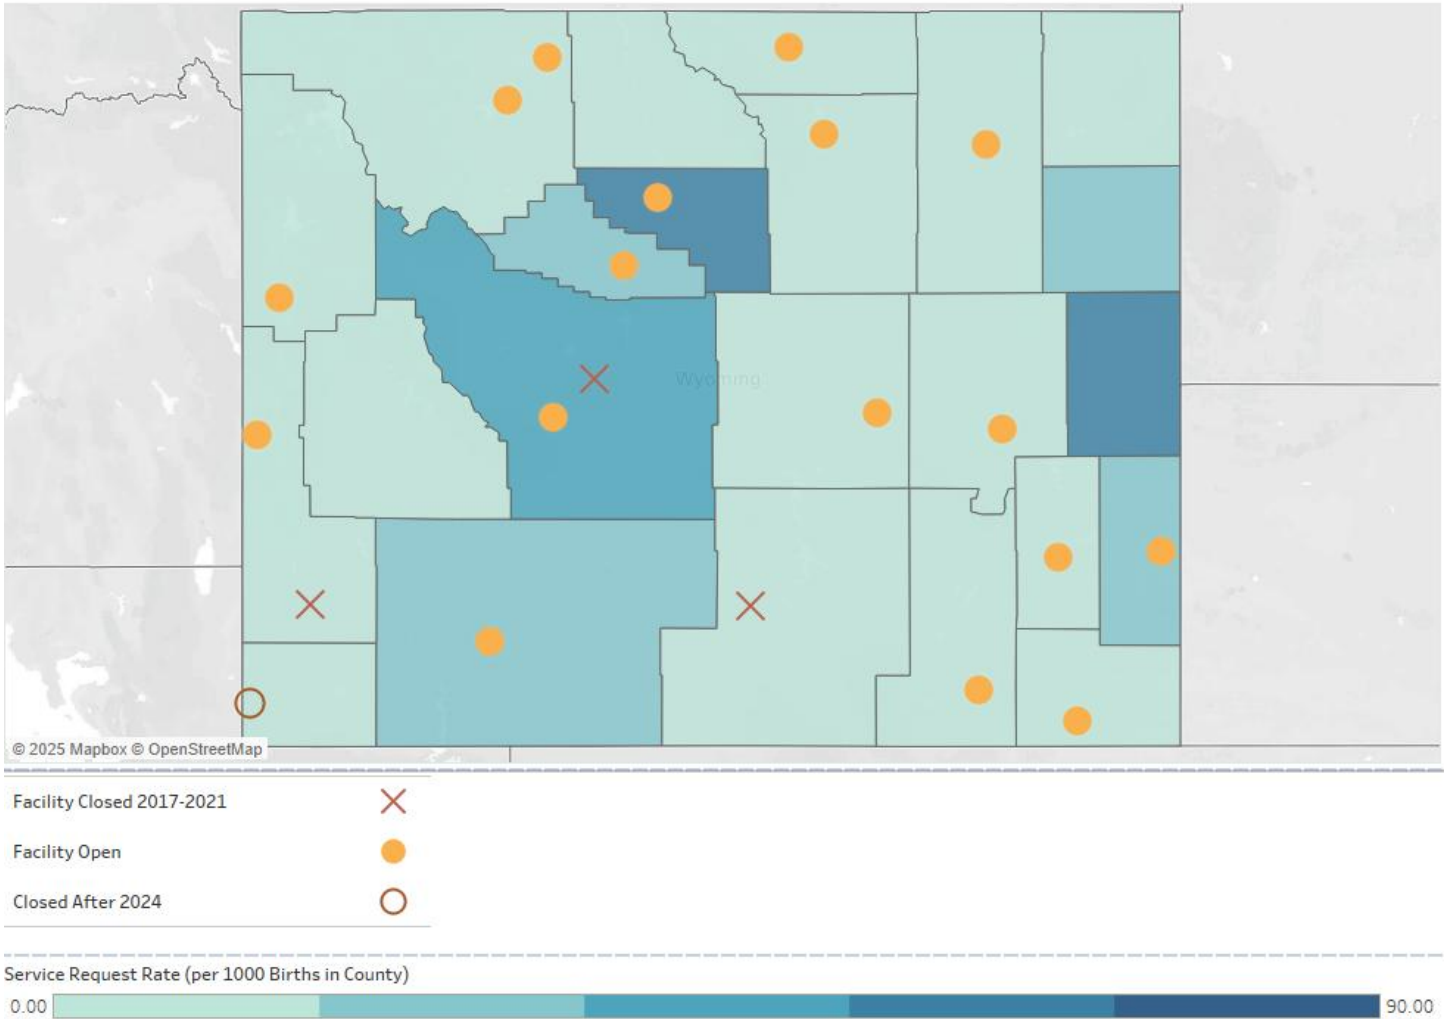 Wyoming
© 2025 Mapbox © OpenStreetMap
Facility Closed 2017-2021
Facility Open
Closed After 2024
Service Request Rate (per 1000 Births in County)
0.00 90.00